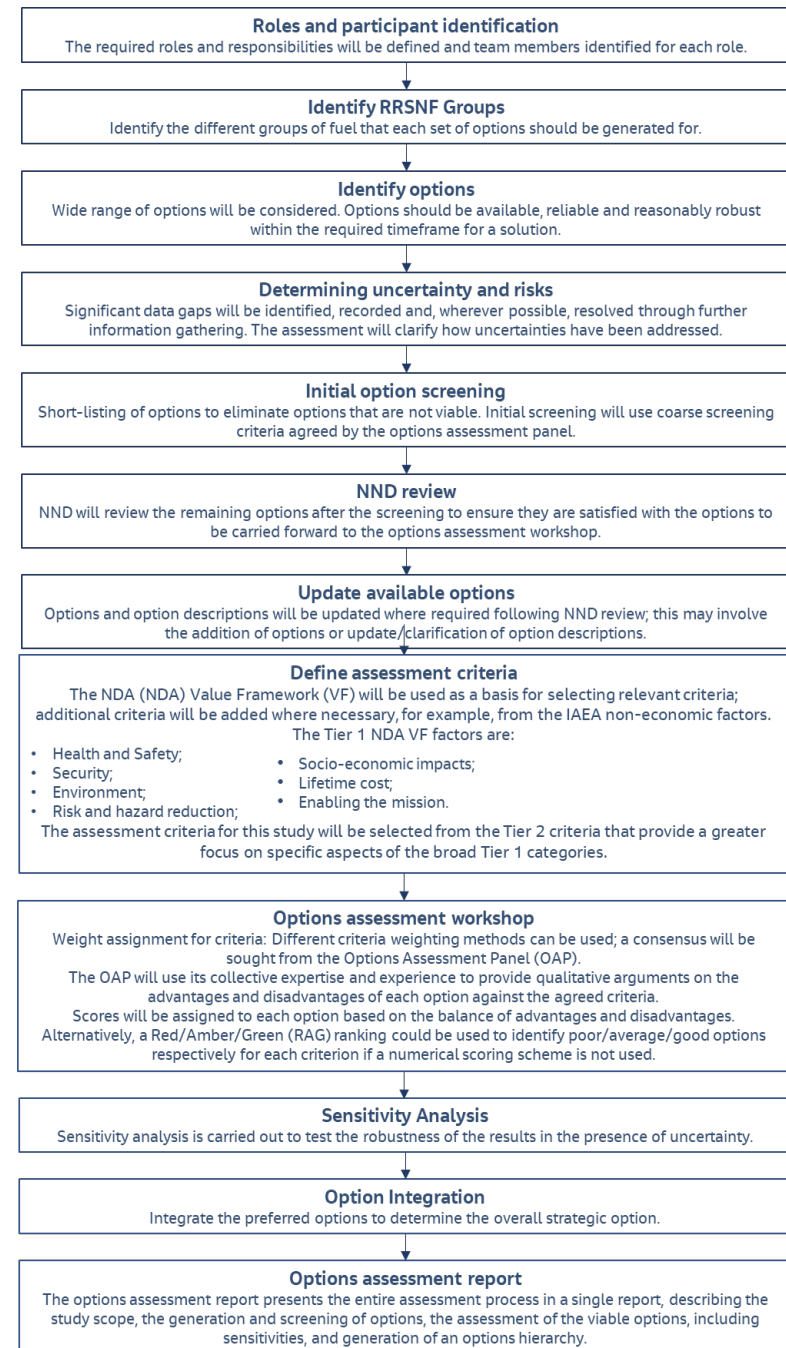 Roles and participant identification
The required roles and responsibilities will be defined and team members identified for each role.
Identify RRSNF Groups
Identify the different groups of fuel that each set of options should be generated for.
Identify options
Wide range of options will be considered. Options should be available, reliable and reasonably robust
within the required timeframe for a solution.
Determining uncertainty and risks
Significant data gaps will be identified, recorded and, wherever possible, resolved through further
information gathering. The assessment will clarify how uncertainties have been addressed.
Initial option screening
Short-listing of options to eliminate options that are not viable. Initial screening will use coarse screening
criteria agreed by the options assessment panel.
NND review
NND will review the remaining options after the screening to ensure they are satisfied with the options to
be carried forward to the options assessment workshop.
Update available options
Options and option descriptions will be updated where required following NND review; this may involve
the addition of options or update/clarification of option descriptions.
Define assessment criteria
The NDA (NDA) Value Framework (VF) will be used as a basis for selecting relevant criteria;
additional criteria will be added where necessary, for example, from the IAEA non-economic factors.
The Tier 1 NDA VF factors are:
• Health and Safety;
• Security;
• Environment;
• Risk and hazard reduction;
• Socio-economic impacts;
• Lifetime cost;
• Enabling the mission.
The assessment criteria for this study will be selected from the Tier 2 criteria that provide a greater
focus on specific aspects of the broad Tier 1 categories.
Options assessment workshop
Weight assignment for criteria: Different criteria weighting methods can be used; a consensus will be
sought from the Options Assessment Panel (OAP).
The OAP will use its collective expertise and experience to provide qualitative arguments on the
advantages and disadvantages of each option against the agreed criteria.
Scores will be assigned to each option based on the balance of advantages and disadvantages.
Alternatively, a Red/Amber/Green (RAG) ranking could be used to identify poor/average/good options
respectively for each criterion if a numerical scoring scheme is not used.
Sensitivity Analysis
Sensitivity analysis is carried out to test the robustness of the results in the presence of uncertainty.
Option Integration
Integrate the preferred options to determine the overall strategic option.
Options assessment report
The options assessment report presents the entire assessment process in a single report, describing the
study scope, the generation and screening of options, the assessment of the viable options, including
sensitivities, and generation of an options hierarchy.